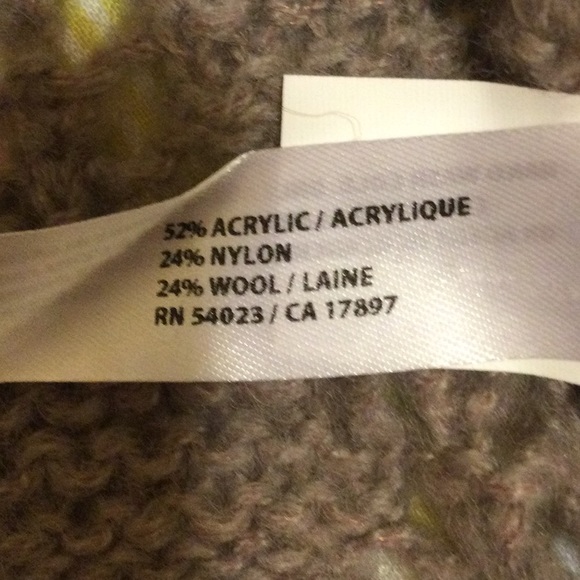 52% ACRYLIC / ACRYLIQUE
24% NYLON
24% WOOL / LAINE
RN 54023 / CA 17897